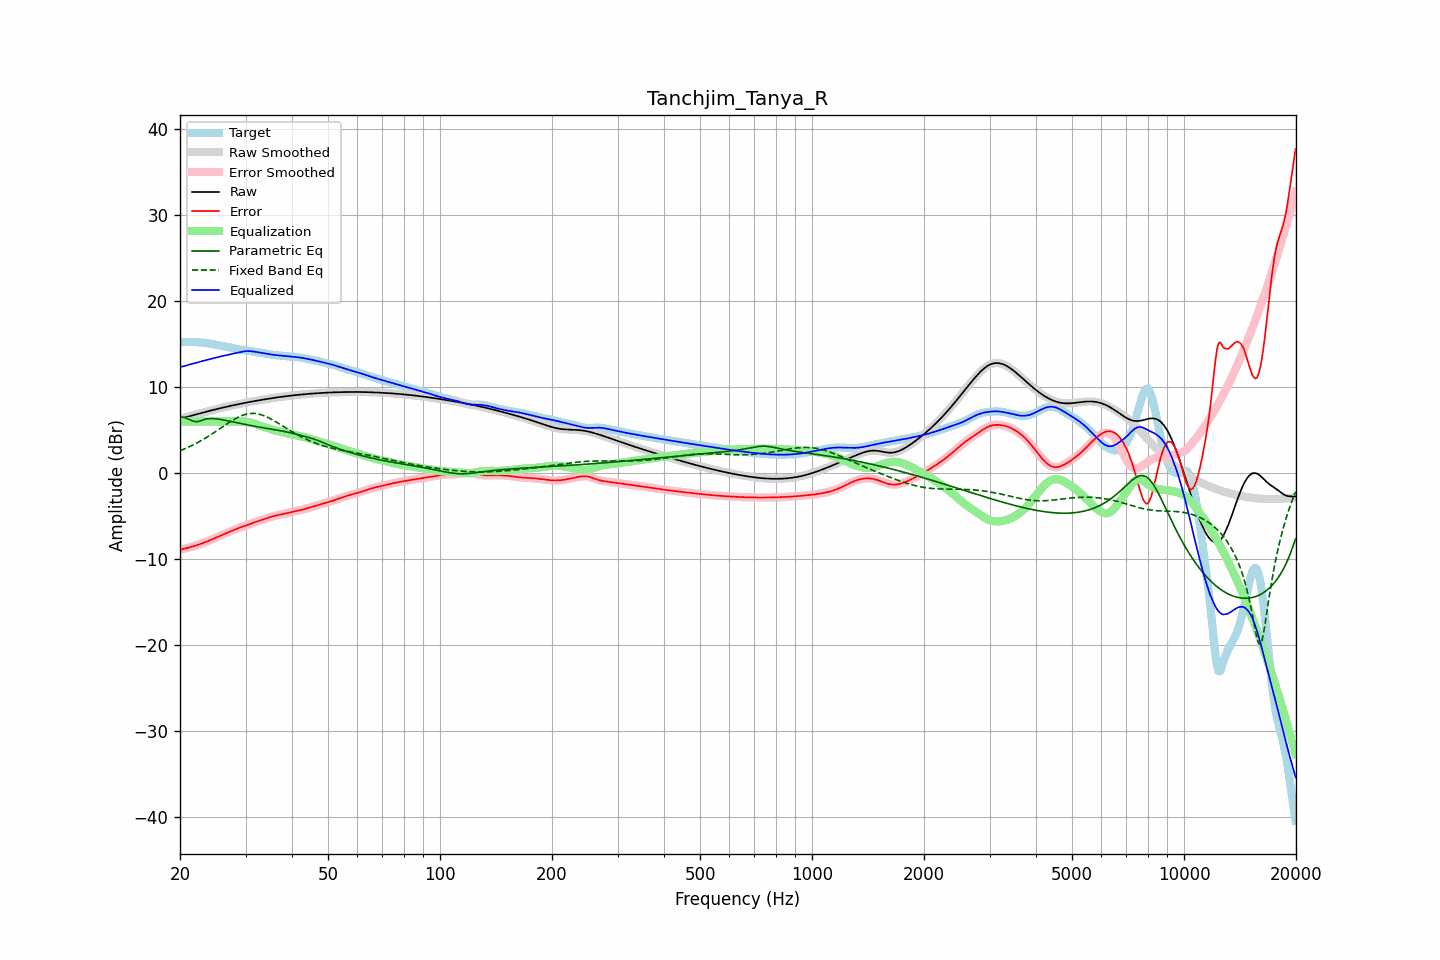 Tanchjim_Tanya_R
Target
Raw Smoothed
Error Smoothed
Raw
Error
Equalization
Parametric Eq
Fixed Band Eq
Equalized
40
30
20
10
0
−10
−20
−30
−40
Amplitude (dBr)
20 50 100 200 500 1000 2000 5000 10000 20000
Frequency (Hz)